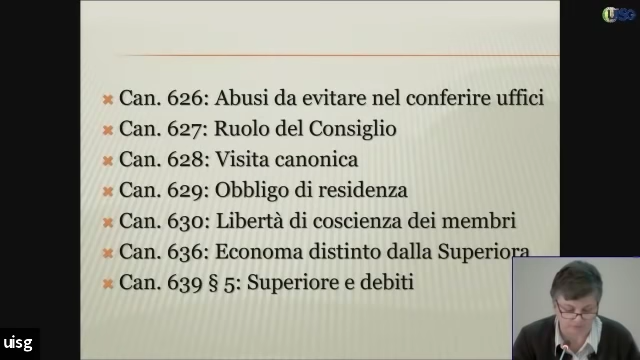 UISG
Can. 626: Abusi da evitare nel conferire uffici
Can. 627: Ruolo del Consiglio
Can. 628: Visita canonica
Can. 629: Obbligo di residenza
Can. 630: Libertà di coscienza dei membri
Can. 636: Economa distinto dalla Superiora
Can. 639 § 5: Superiore e debiti
uisg